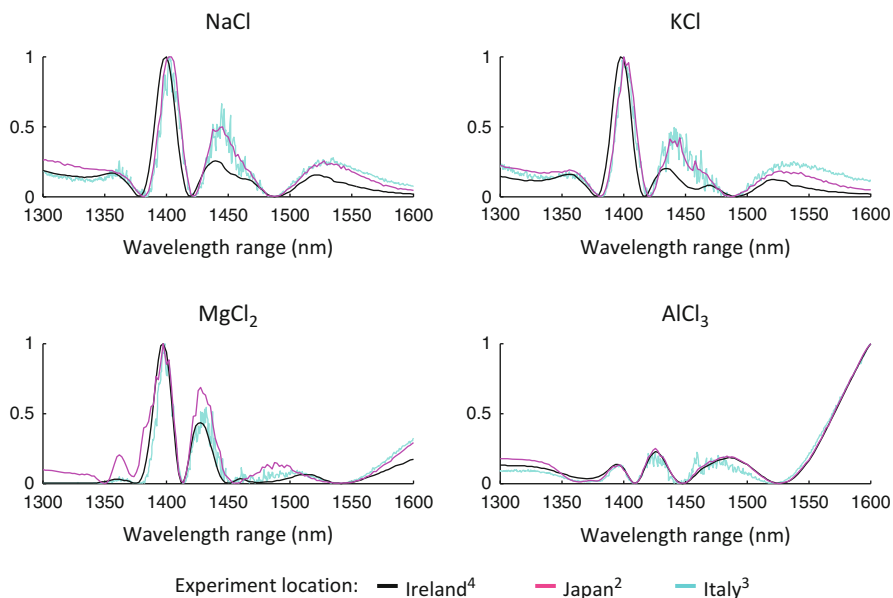 NaCl
KCl
1
0.5
0
1300 1350 1400 1450 1500 1550 1600
Wavelength range (nm)
1
0.5
0
1300 1350 1400 1450 1500 1550 1600
Wavelength range (nm)
MgCl₂
AlCl₃
1
0.5
0
1300 1350 1400 1450 1500 1550 1600
Wavelength range (nm)
1
0.5
0
1300 1350 1400 1450 1500 1550 1600
Wavelength range (nm)
Experiment location: Ireland⁴ Japan² Italy³